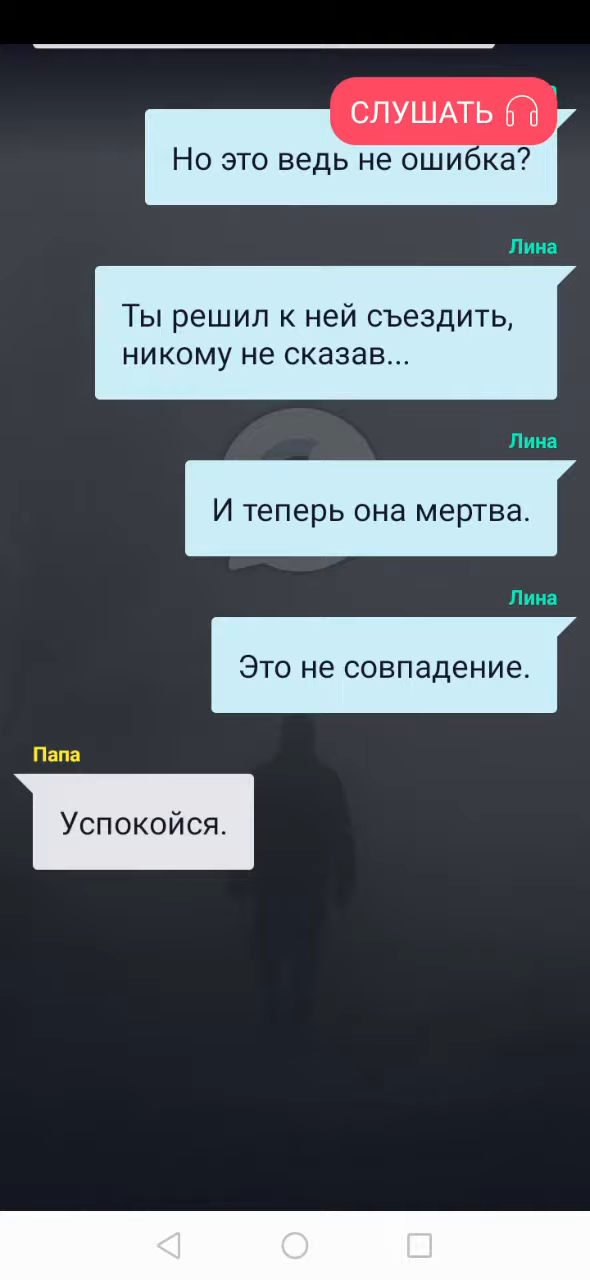 СЛУШАТЬ
Но это ведь не ошибка?
Лина
Ты решил к ней съездить,
никому не сказав...
Лина
И теперь она мертва.
Лина
Это не совпадение.
Папа
Успокойся.